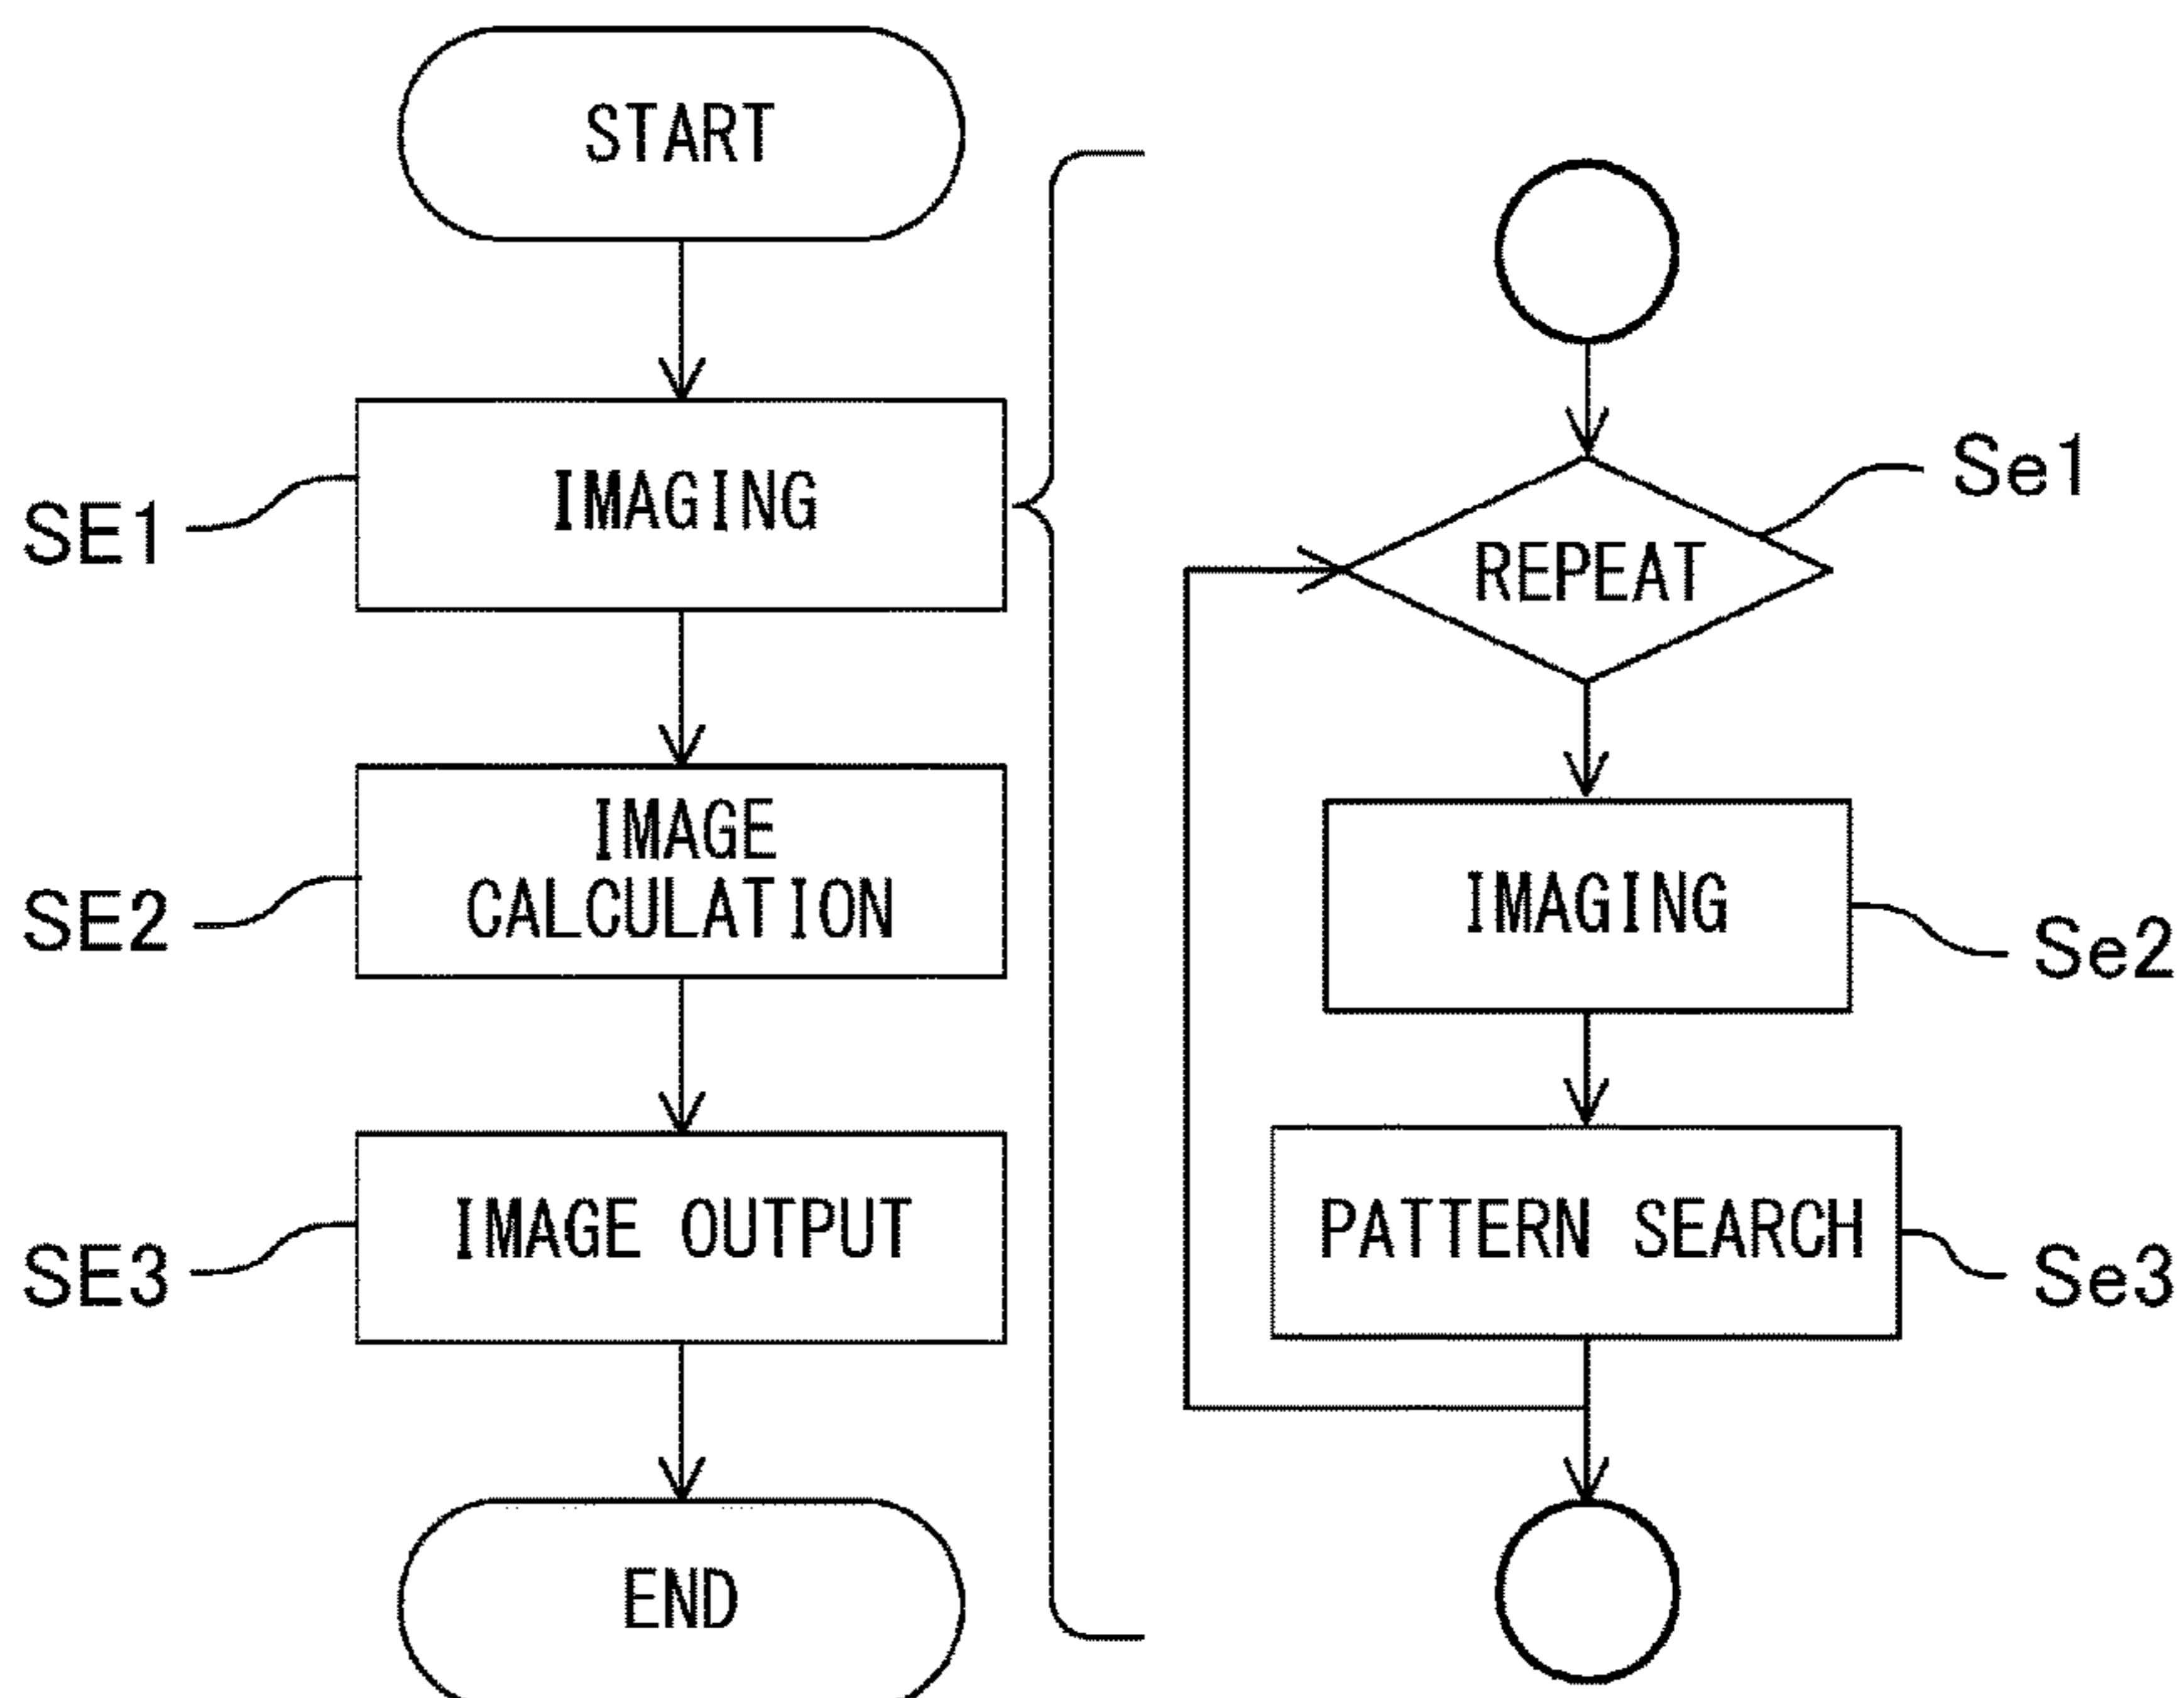 START
SE1
IMAGING
SE2
IMAGE
CALCULATION
SE3
IMAGE OUTPUT
END
Se1
REPEAT
IMAGING
Se2
PATTERN SEARCH
Se3